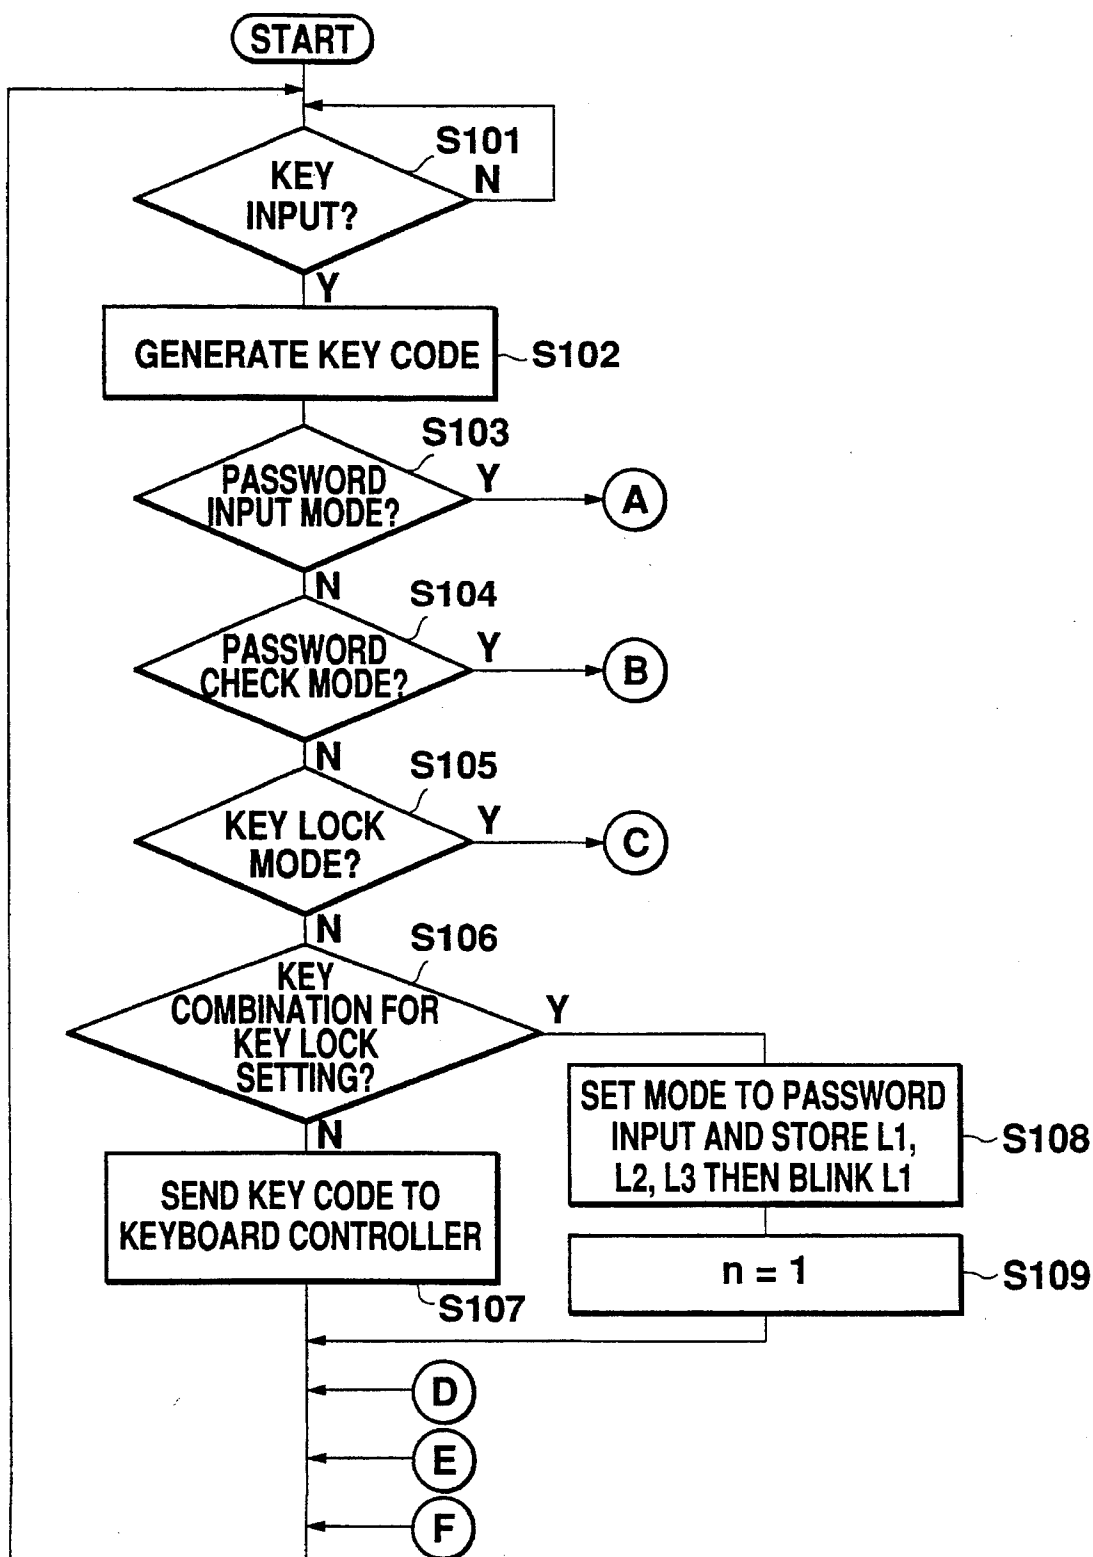 START
S101
KEY
INPUT?
N
Y
GENERATE KEY CODE
S102
S103
PASSWORD
INPUT MODE?
Y
A
N
S104
PASSWORD
CHECK MODE?
Y
B
N
S105
KEY LOCK
MODE?
Y
C
N
S106
KEY
COMBINATION FOR
KEY LOCK
SETTING?
Y
N
SET MODE TO PASSWORD
INPUT AND STORE L1,
L2, L3 THEN BLINK L1
S108
SEND KEY CODE TO
KEYBOARD CONTROLLER
S107
n = 1
S109
D
E
F